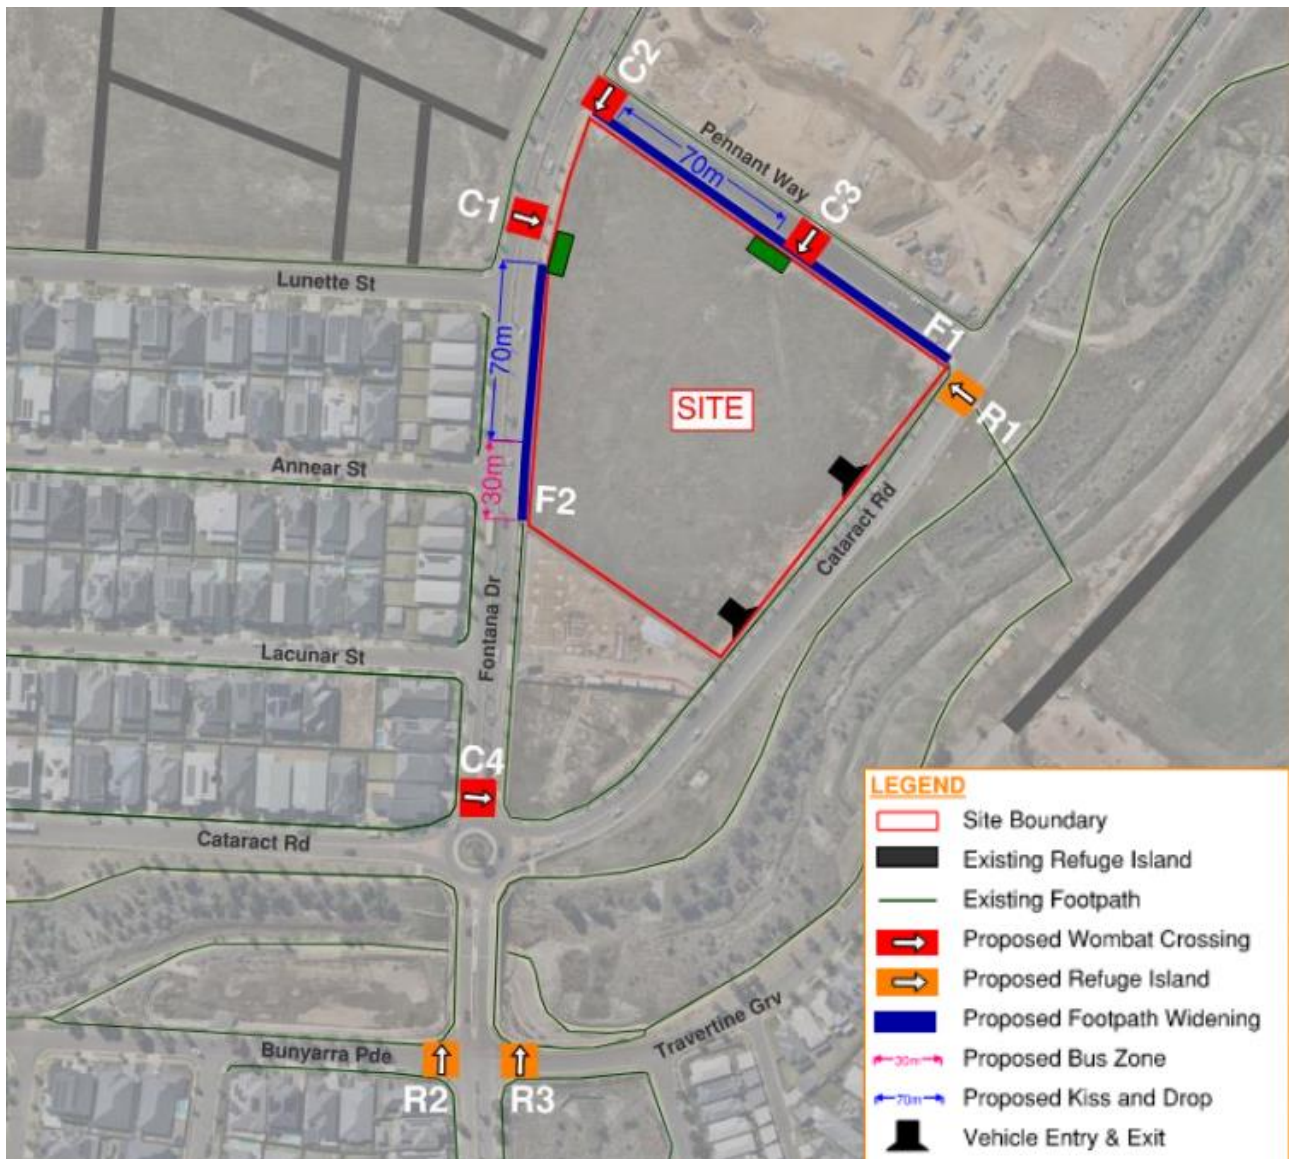 C2
Pennant Way
70m
C3
C1
Lunette St
F1
70m
SITE
R1
Annear St
30m
F2
Cataract Rd
Fontana Dr
Lacunar St
C4
Cataract Rd
Bunyarra Pde
Travertine Grv
R2
R3
LEGEND
Site Boundary
Existing Refuge Island
Existing Footpath
Proposed Wombat Crossing
Proposed Refuge Island
Proposed Footpath Widening
30m Proposed Bus Zone
70m Proposed Kiss and Drop
Vehicle Entry & Exit